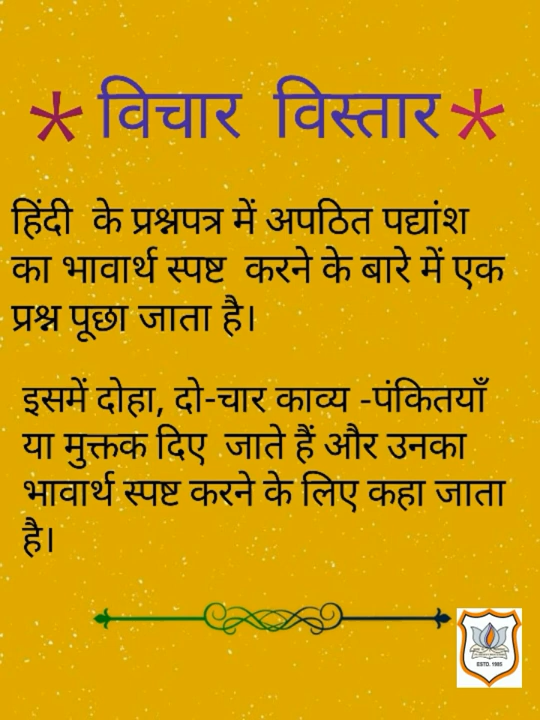 * विचार विस्तार *
हिंदी के प्रश्नपत्र में अपठित पद्यांश
का भावार्थ स्पष्ट करने के बारे में एक
प्रश्न पूछा जाता है।
इसमें दोहा, दो-चार काव्य -पंकितयाँ
या मुक्तक दिए जाते हैं और उनका
भावार्थ स्पष्ट करने के लिए कहा जाता
है।
ESTD. 1985